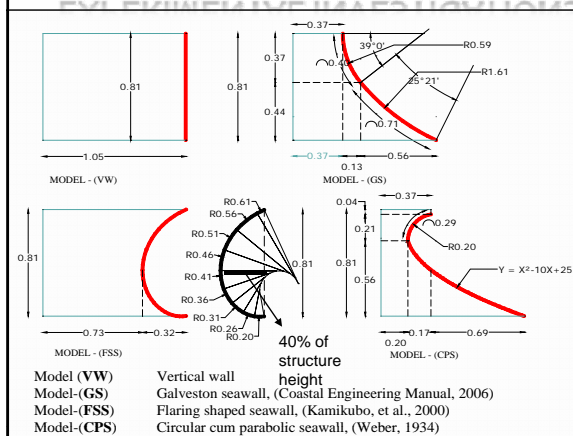 EXPERIMENTAL INVESTIGATIONS
0.81
1.05
MODEL - (VW)
0.37
39°0'
R0.59
0.37
0.81
R1.61
25°21'
0.44
0.71
0.37
0.56
0.13
MODEL - (GS)
0.81
0.73
0.32
MODEL - (FSS)
R0.61
R0.56
R0.51
R0.46
R0.41
R0.36
R0.31
R0.26
R0.20
0.81
40% of
structure
height
0.37
0.04
0.29
0.21
R0.20
0.81
0.56
Y = X²-10X+25
0.17
0.69
0.20
MODEL - (CPS)
Model (VW) Vertical wall
Model-(GS) Galveston seawall, (Coastal Engineering Manual, 2006)
Model-(FSS) Flaring shaped seawall, (Kamikubo, et al., 2000)
Model-(CPS) Circular cum parabolic seawall, (Weber, 1934)